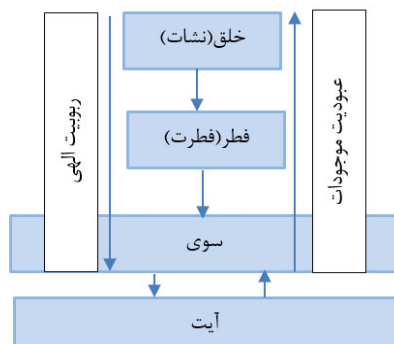 خلق(نشات)
فطر(فطرت)
عبودیت موجودات
ربوبیت الهی
سوی
آیت